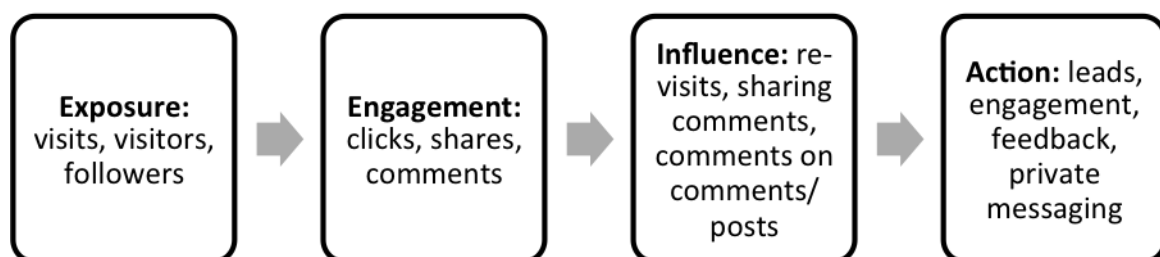 Exposure:
visits, visitors,
followers
Engagement:
clicks, shares,
comments
Influence: re-
visits, sharing
comments,
comments on
comments/
posts
Action: leads,
engagement,
feedback,
private
messaging